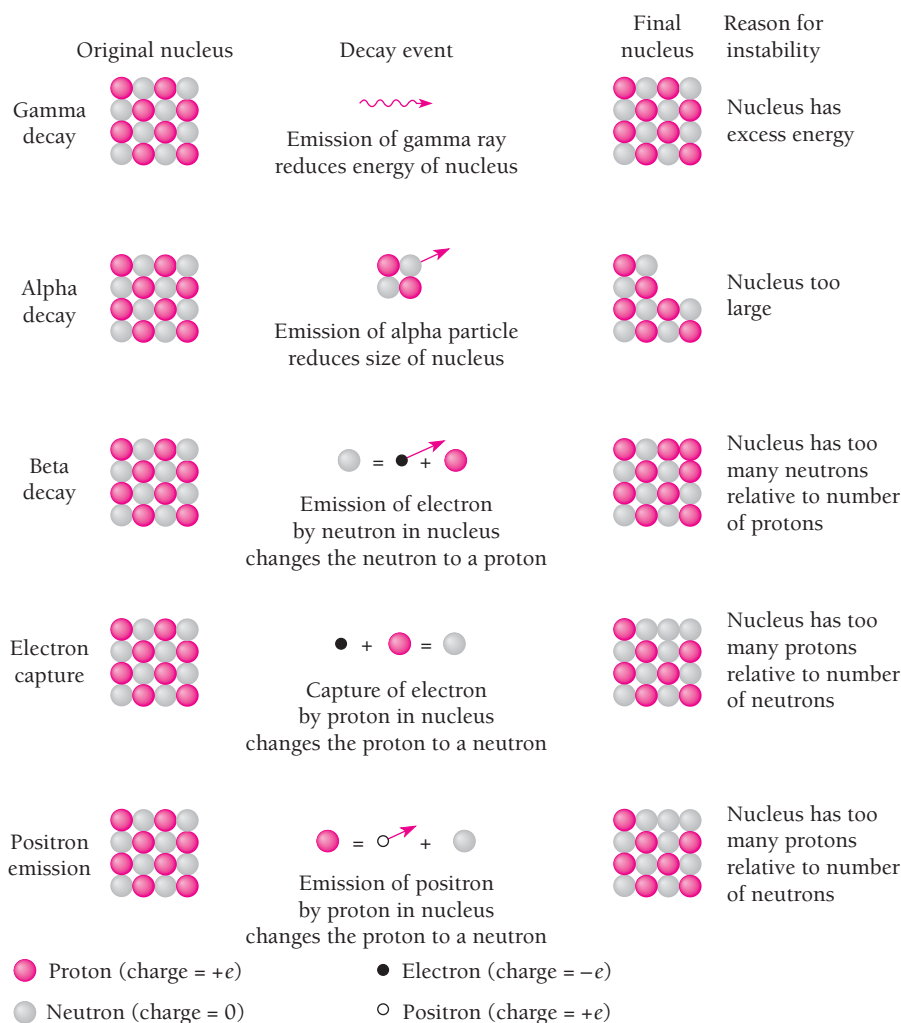 Original nucleus
Decay event
Final
nucleus
Reason for
instability
Gamma
decay
Emission of gamma ray
reduces energy of nucleus
Nucleus has
excess energy
Alpha
decay
Emission of alpha particle
reduces size of nucleus
Nucleus too
large
Beta
decay
= +
Emission of electron
by neutron in nucleus
changes the neutron to a proton
Nucleus has too
many neutrons
relative to number
of protons
Electron
capture
+ =
Capture of electron
by proton in nucleus
changes the proton to a neutron
Nucleus has too
many protons
relative to number
of neutrons
Positron
emission
= +
Emission of positron
by proton in nucleus
changes the proton to a neutron
Nucleus has too
many protons
relative to number
of neutrons
Proton (charge = +e)
Electron (charge = –e)
Neutron (charge = 0)
Positron (charge = +e)